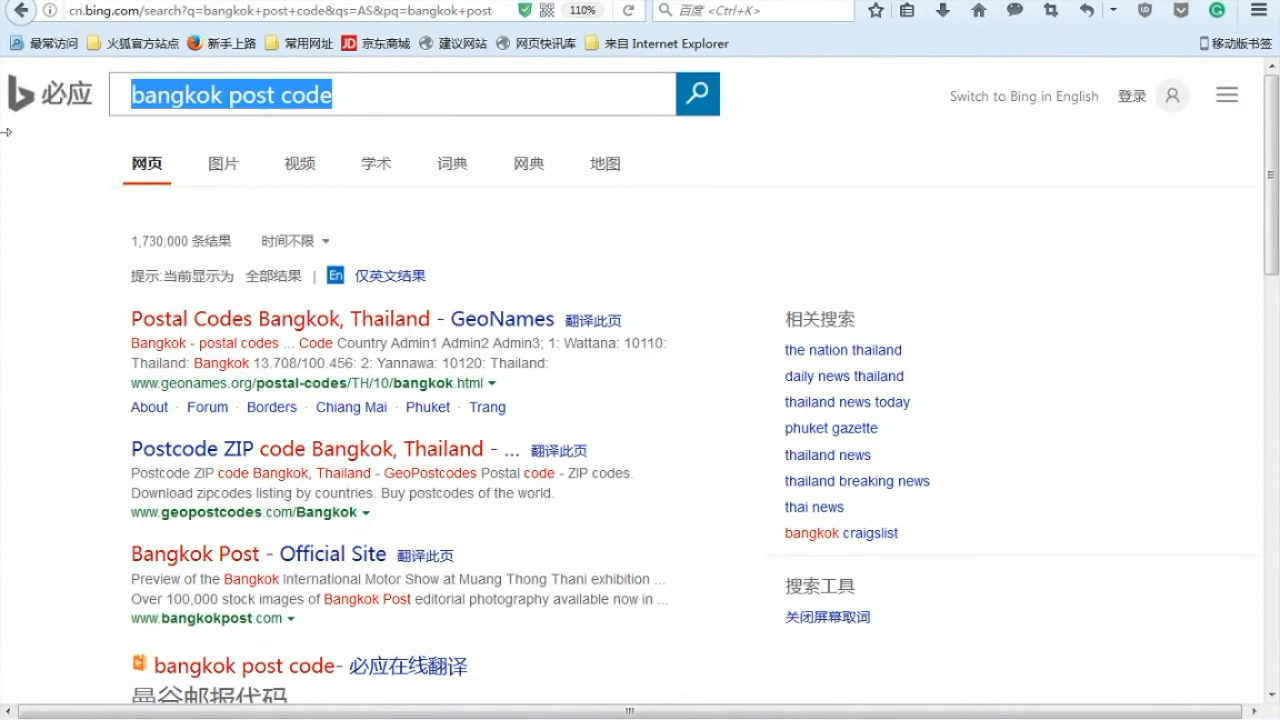 cn.bing.com/search?q=bangkok+post+code&qs=AS&pq=bangkok+post
110%
百度 <Ctrl+K>
最常访问 火狐官方站点 新手上路 常用网址 JD 京东商城 建议网站 网页快讯库 来自 Internet Explorer 移动版书签
必应 bangkok post code
Switch to Bing in English 登录
网页 图片 视频 学术 词典 网典 地图
1,730,000 条结果 时间不限
提示:当前显示为 全部结果 | En 仅英文结果
Postal Codes Bangkok, Thailand - GeoNames 翻译此页
Bangkok - postal codes ... Code Country Admin1 Admin2 Admin3; 1: Wattana: 10110:
Thailand: Bangkok 13.708/100.456: 2: Yannawa: 10120: Thailand:
www.geonames.org/postal-codes/TH/10/bangkok.html
About · Forum · Borders · Chiang Mai · Phuket · Trang
Postcode ZIP code Bangkok, Thailand - ... 翻译此页
Postcode ZIP code Bangkok, Thailand - GeoPostcodes Postal code - ZIP codes.
Download zipcodes listing by countries. Buy postcodes of the world.
www.geopostcodes.com/Bangkok
Bangkok Post - Official Site 翻译此页
Preview of the Bangkok International Motor Show at Muang Thong Thani exhibition ...
Over 100,000 stock images of Bangkok Post editorial photography available now in ...
www.bangkokpost.com
bangkok post code- 必应在线翻译
曼谷邮报代码
相关搜索
the nation thailand
daily news thailand
thailand news today
phuket gazette
thailand news
thailand breaking news
thai news
bangkok craigslist
搜索工具
关闭屏幕取词